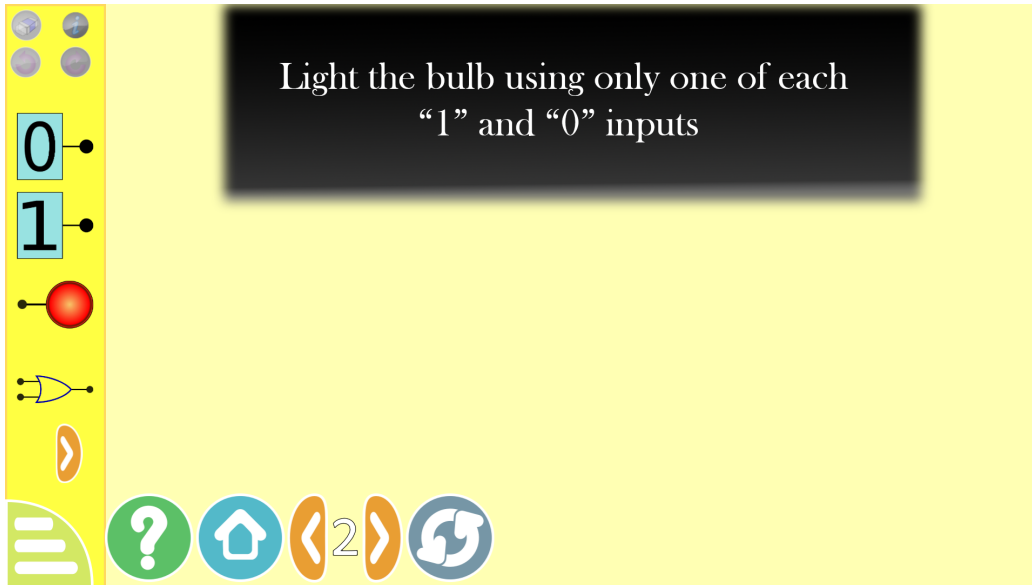 Light the bulb using only one of each
“1” and “0” inputs
0
1
?
2